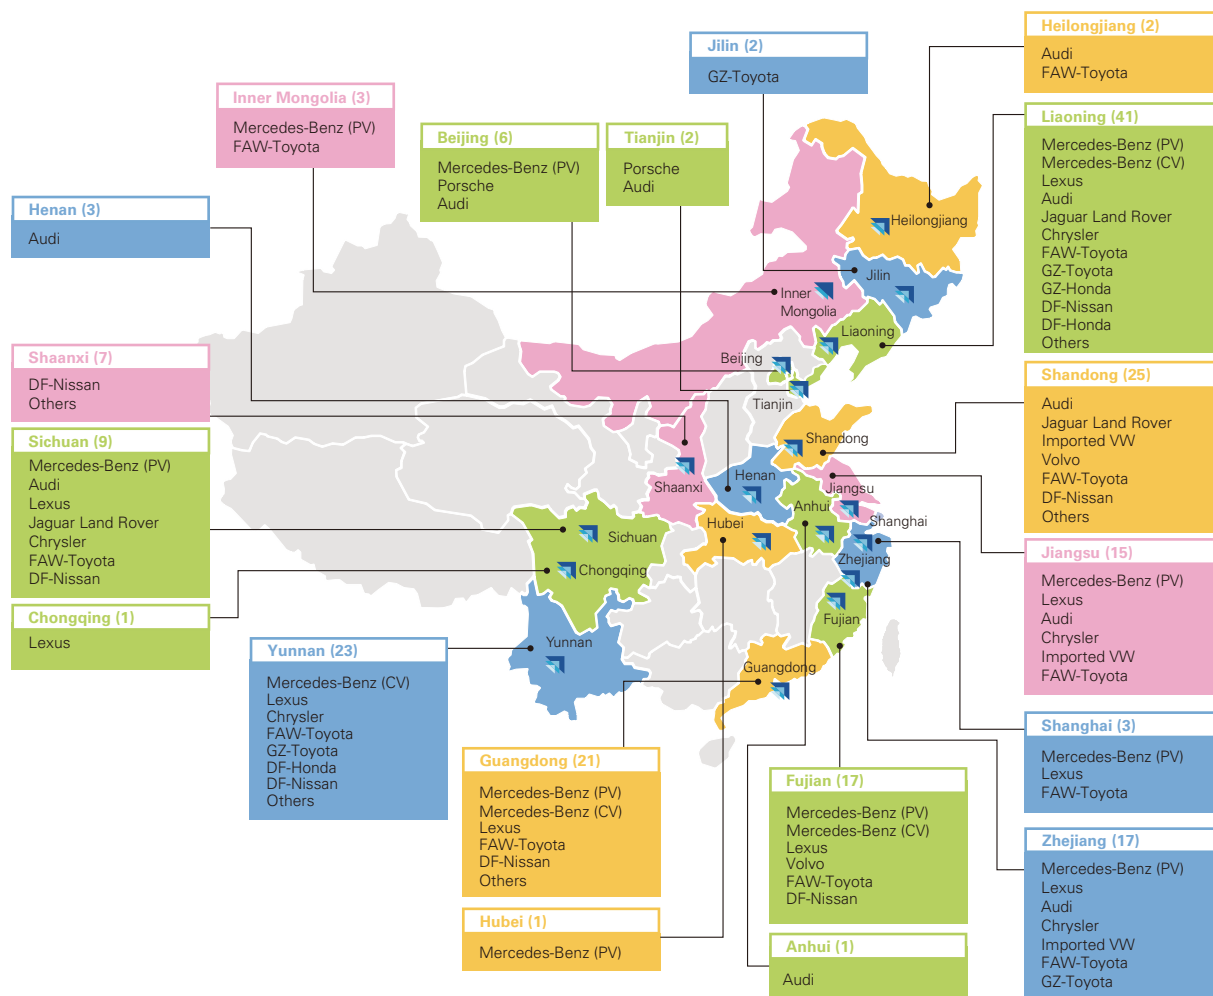 Heilongjiang (2)
Audi
FAW-Toyota
Jilin (2)
GZ-Toyota
Inner Mongolia (3)
Mercedes-Benz (PV)
FAW-Toyota
Beijing (6)
Mercedes-Benz (PV)
Porsche
Audi
Tianjin (2)
Porsche
Audi
Liaoning (41)
Mercedes-Benz (PV)
Mercedes-Benz (CV)
Lexus
Audi
Jaguar Land Rover
Chrysler
FAW-Toyota
GZ-Toyota
GZ-Honda
DF-Nissan
DF-Honda
Others
Henan (3)
Audi
Shaanxi (7)
DF-Nissan
Others
Sichuan (9)
Mercedes-Benz (PV)
Audi
Lexus
Jaguar Land Rover
Chrysler
FAW-Toyota
DF-Nissan
Chongqing (1)
Lexus
Shandong (25)
Audi
Jaguar Land Rover
Imported VW
Volvo
FAW-Toyota
DF-Nissan
Others
Jiangsu (15)
Mercedes-Benz (PV)
Lexus
Audi
Chrysler
Imported VW
FAW-Toyota
Shanghai (3)
Mercedes-Benz (PV)
Lexus
FAW-Toyota
Zhejiang (17)
Mercedes-Benz (PV)
Lexus
Audi
Chrysler
Imported VW
FAW-Toyota
GZ-Toyota
Yunnan (23)
Mercedes-Benz (CV)
Lexus
Chrysler
FAW-Toyota
GZ-Toyota
DF-Honda
DF-Nissan
Others
Guangdong (21)
Mercedes-Benz (PV)
Mercedes-Benz (CV)
Lexus
FAW-Toyota
DF-Nissan
Others
Hubei (1)
Mercedes-Benz (PV)
Fujian (17)
Mercedes-Benz (PV)
Mercedes-Benz (CV)
Lexus
Volvo
FAW-Toyota
DF-Nissan
Anhui (1)
Audi
Heilongjiang
Jilin
Inner
Mongolia
Liaoning
Beijing
Tianjin
Shandong
Henan
Shaanxi
Jiangsu
Anhui
Shanghai
Hubei
Sichuan
Zhejiang
Chongqing
Fujian
Yunnan
Guangdong